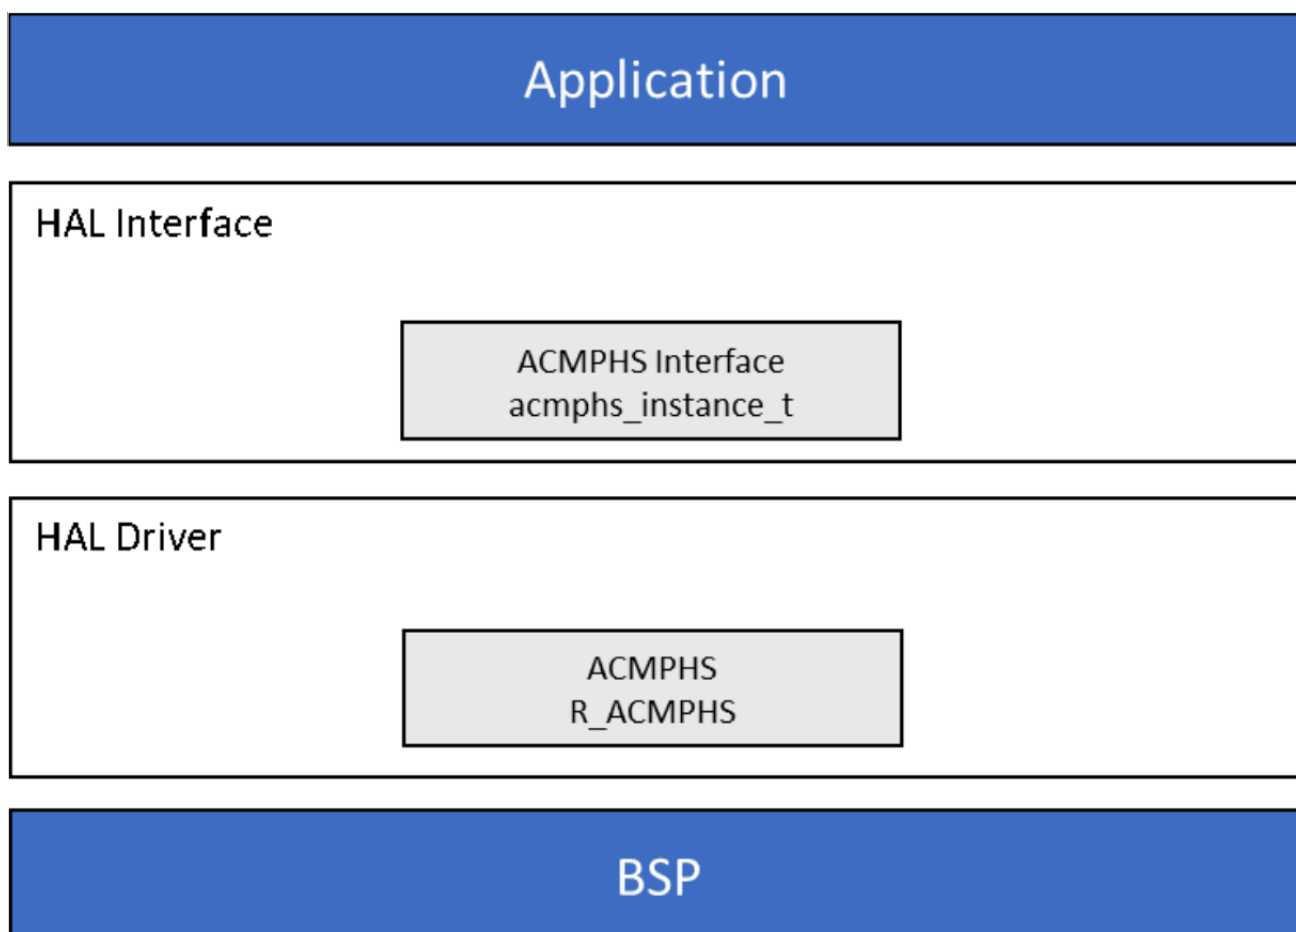 Application
HAL Interface
ACMPHS Interface
acmphs_instance_t
HAL Driver
ACMPHS
R_ACMPHS
BSP